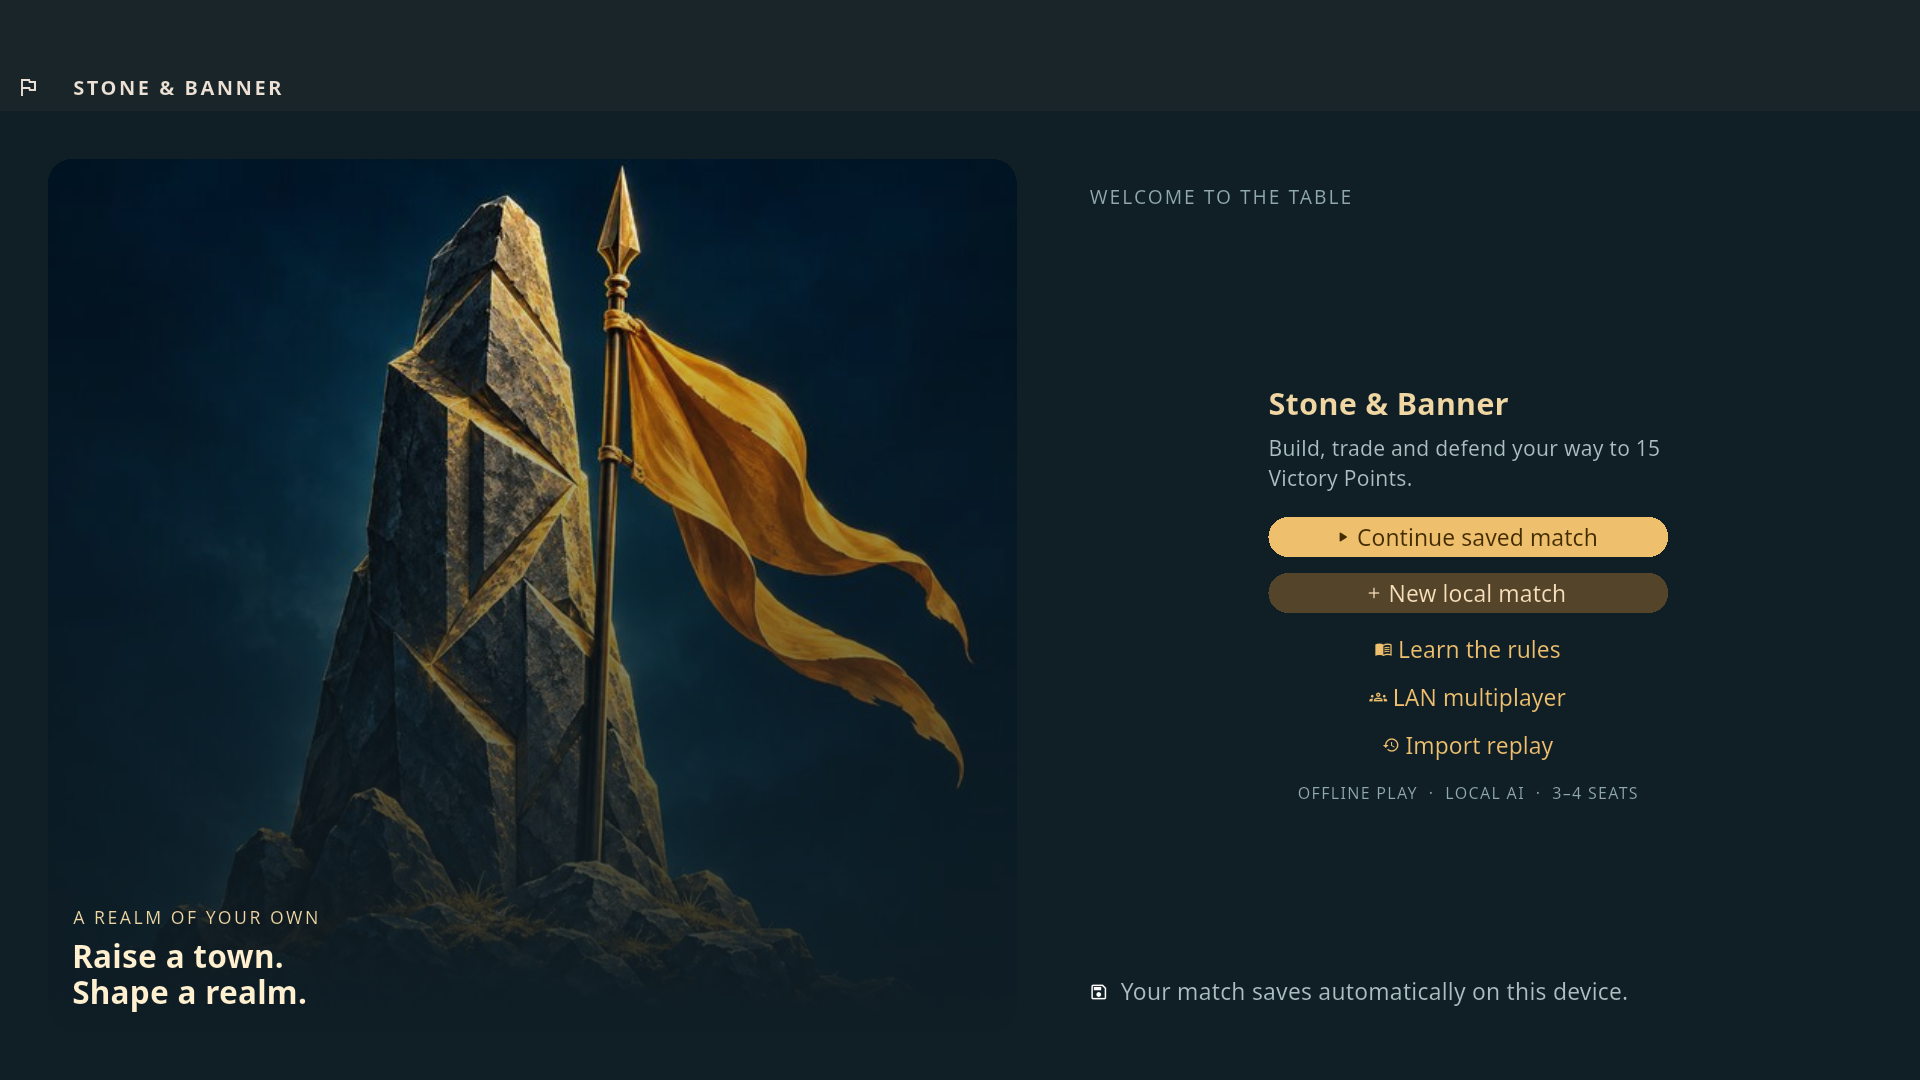 STONE & BANNER
WELCOME TO THE TABLE
Stone & Banner
Build, trade and defend your way to 15
Victory Points.
Continue saved match
New local match
Learn the rules
LAN multiplayer
Import replay
OFFLINE PLAY · LOCAL AI · 3–4 SEATS
A REALM OF YOUR OWN
Raise a town.
Shape a realm.
Your match saves automatically on this device.